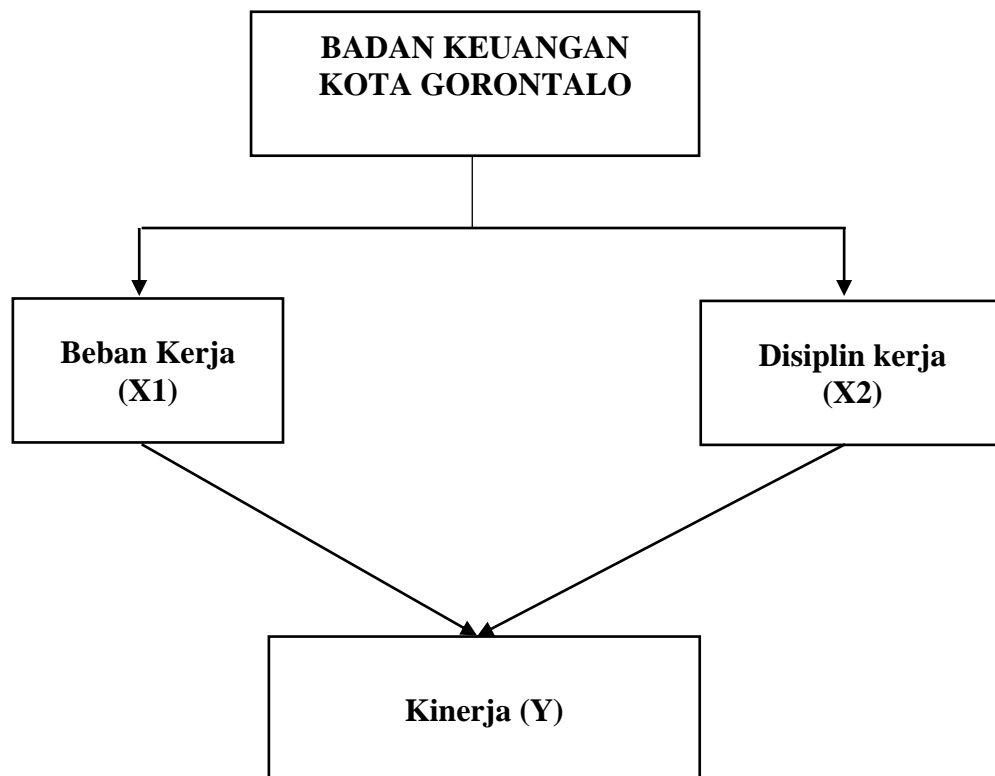 BADAN KEUANGAN
KOTA GORONTALO
Beban Kerja
(X1)
Disiplin kerja
(X2)
Kinerja (Y)